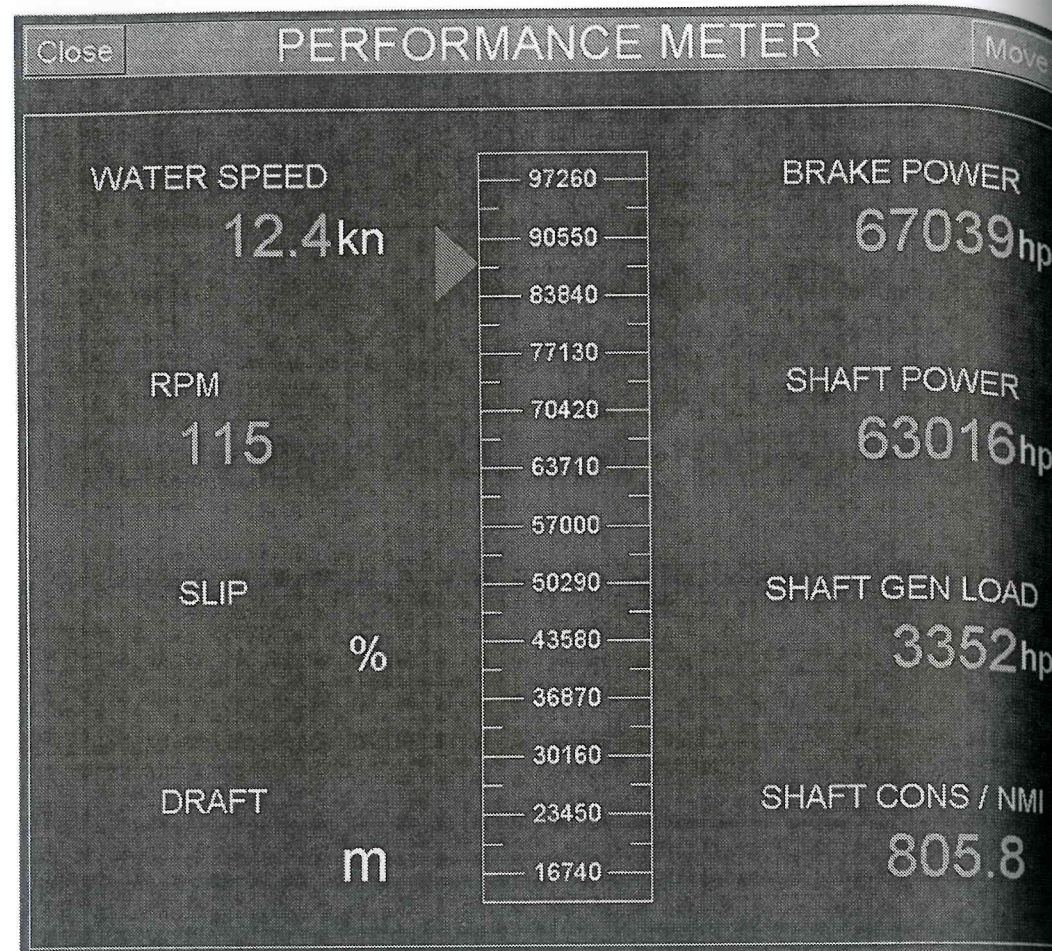 Close PERFORMANCE METER Move
WATER SPEED
12.4kn
RPM
115
SLIP
%
DRAFT
m
97260
90550
83840
77130
70420
63710
57000
50290
43580
36870
30160
23450
16740
BRAKE POWER
67039hp
SHAFT POWER
63016hp
SHAFT GEN LOAD
3352hp
SHAFT CONS / NMI
805.8